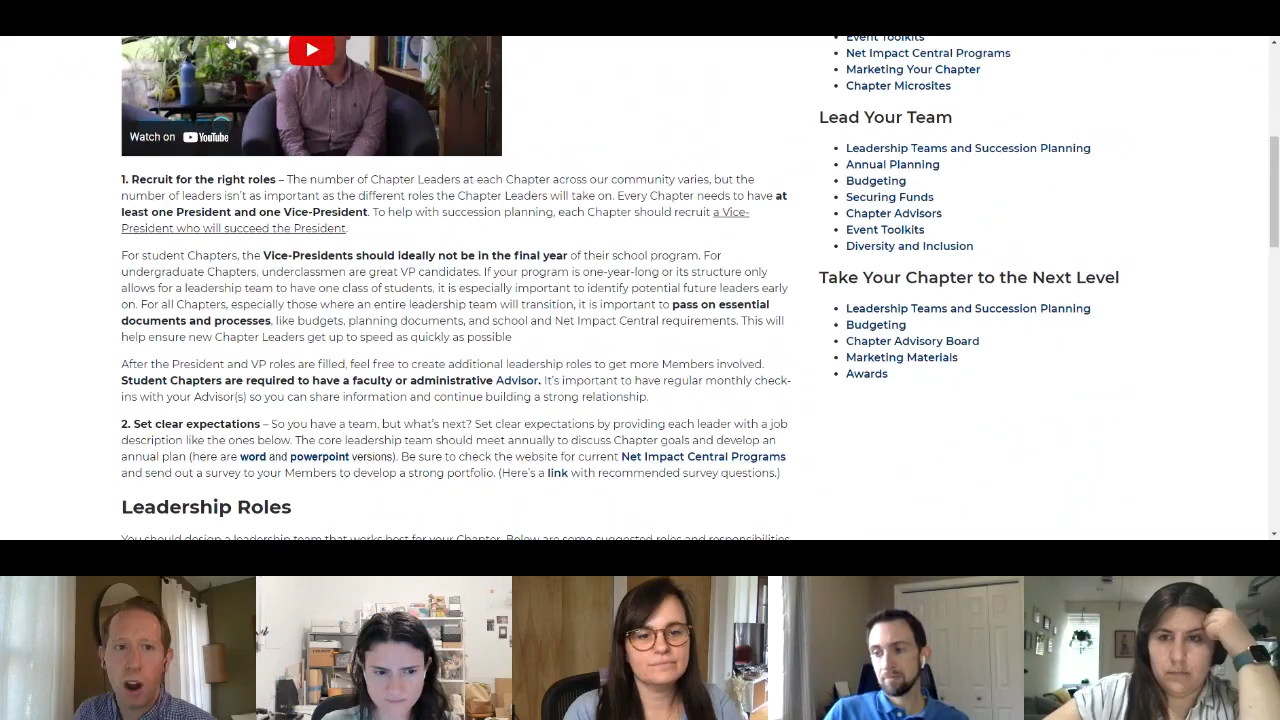 Watch on YouTube
1. Recruit for the right roles – The number of Chapter Leaders at each Chapter across our community varies, but the
number of leaders isn't as important as the different roles the Chapter Leaders will take on. Every Chapter needs to have at
least one President and one Vice-President. To help with succession planning, each Chapter should recruit a Vice-
President who will succeed the President.
For student Chapters, the Vice-Presidents should ideally not be in the final year of their school program. For
undergraduate Chapters, underclassmen are great VP candidates. If your program is one-year-long or its structure only
allows for a leadership team to have one class of students, it is especially important to identify potential future leaders early
on. For all Chapters, especially those where an entire leadership team will transition, it is important to pass on essential
documents and processes, like budgets, planning documents, and school and Net Impact Central requirements. This will
help ensure new Chapter Leaders get up to speed as quickly as possible
After the President and VP roles are filled, feel free to create additional leadership roles to get more Members involved.
Student Chapters are required to have a faculty or administrative Advisor. It's important to have regular monthly check-
ins with your Advisor(s) so you can share information and continue building a strong relationship.
2. Set clear expectations – So you have a team, but what's next? Set clear expectations by providing each leader with a job
description like the ones below. The core leadership team should meet annually to discuss Chapter goals and develop an
annual plan (here are word and powerpoint versions). Be sure to check the website for current Net Impact Central Programs
and send out a survey to your Members to develop a strong portfolio. (Here's a link with recommended survey questions.)
Leadership Roles
You should design a leadership team that works best for your Chapter. Below are some suggested roles and responsibilities
Event Toolkits
Net Impact Central Programs
Marketing Your Chapter
Chapter Microsites
Lead Your Team
Leadership Teams and Succession Planning
Annual Planning
Budgeting
Securing Funds
Chapter Advisors
Event Toolkits
Diversity and Inclusion
Take Your Chapter to the Next Level
Leadership Teams and Succession Planning
Budgeting
Chapter Advisory Board
Marketing Materials
Awards